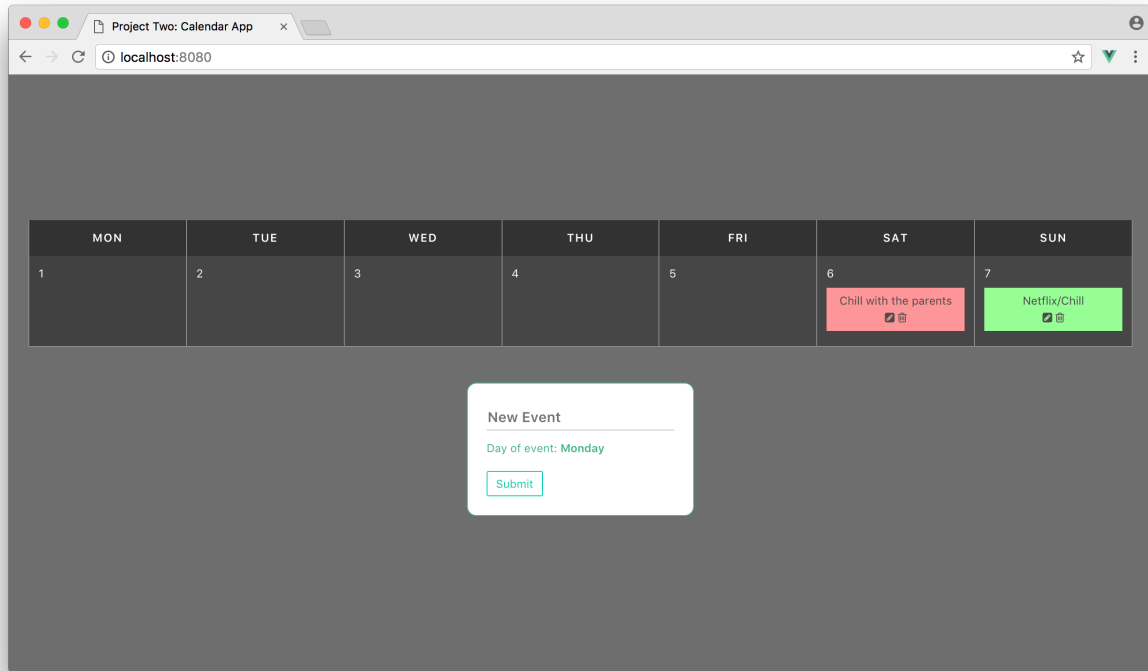 Project Two: Calendar App
localhost:8080
MON TUE WED THU FRI SAT SUN
1 2 3 4 5 6 7
Chill with the parents Netflix/Chill
New Event
Day of event: Monday
Submit